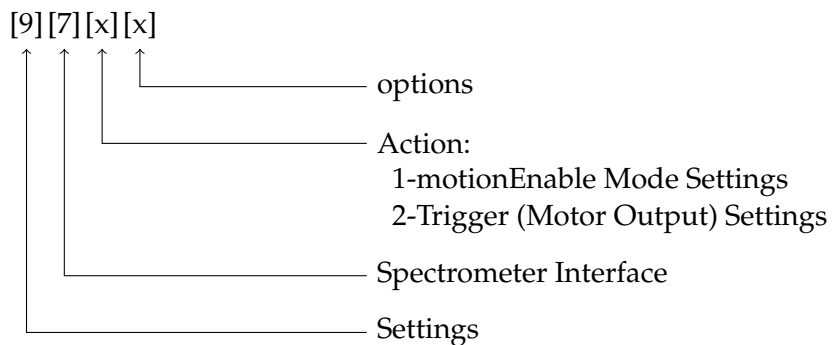 [9][7][x][x]
options
Action:
1-motionEnable Mode Settings
2-Trigger (Motor Output) Settings
Spectrometer Interface
Settings